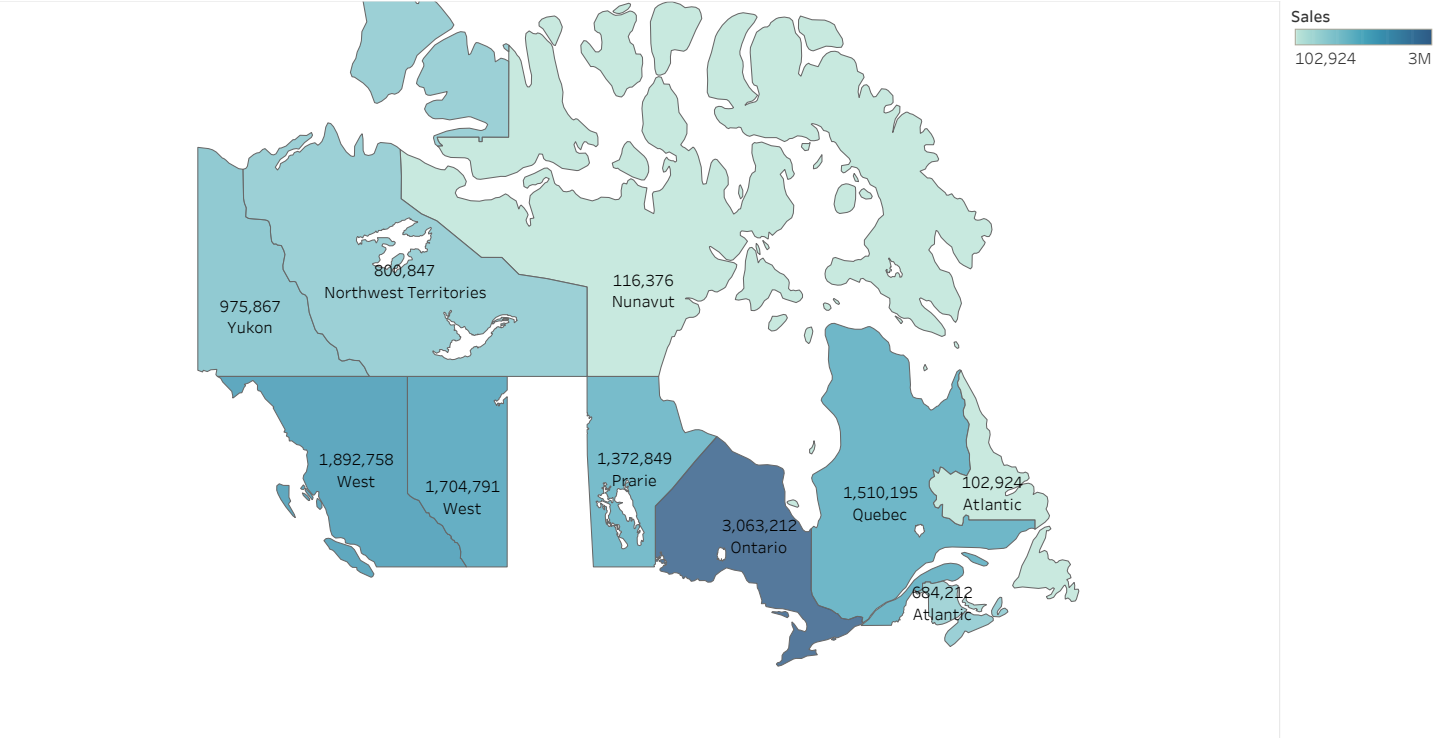 Sales
102,924 3M
800,847
Northwest Territories
116,376
Nunavut
975,867
Yukon
1,892,758
West
1,704,791
West
1,372,849
Prarie
3,063,212
Ontario
1,510,195
Quebec
102,924
Atlantic
684,212
Atlantic